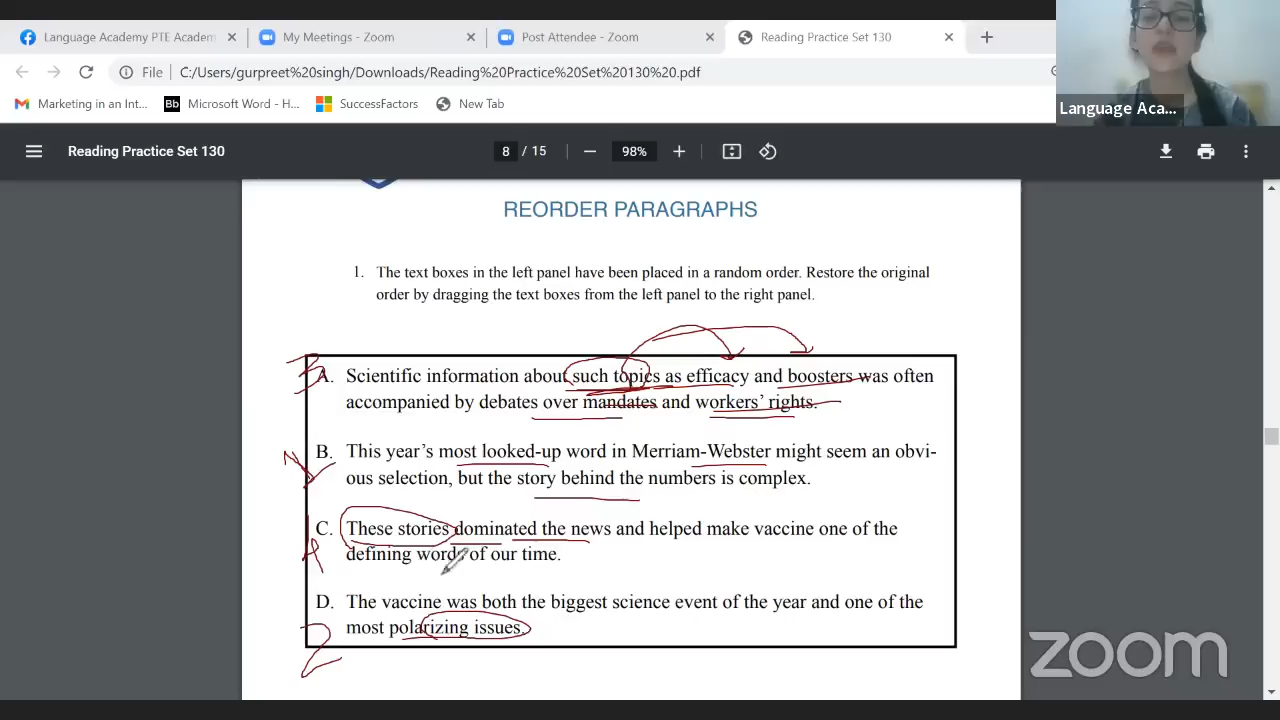 Language Academy PTE Academ
My Meetings - Zoom
Post Attendee - Zoom
Reading Practice Set 130
File
C:/Users/gurpreet%20singh/Downloads/Reading%20Practice%20Set%20130%20.pdf
Marketing in an Int...
Bb
Microsoft Word - H...
SuccessFactors
New Tab
Language Aca...
Reading Practice Set 130
8 / 15
98%
REORDER PARAGRAPHS
1. The text boxes in the left panel have been placed in a random order. Restore the original
order by dragging the text boxes from the left panel to the right panel.
3
A. Scientific information about such topics as efficacy and boosters was often
accompanied by debates over mandates and workers’ rights.
B. This year’s most looked-up word in Merriam-Webster might seem an obvi-
ous selection, but the story behind the numbers is complex.
C. These stories dominated the news and helped make vaccine one of the
defining words of our time.
D. The vaccine was both the biggest science event of the year and one of the
most polarizing issues.
2
zoom